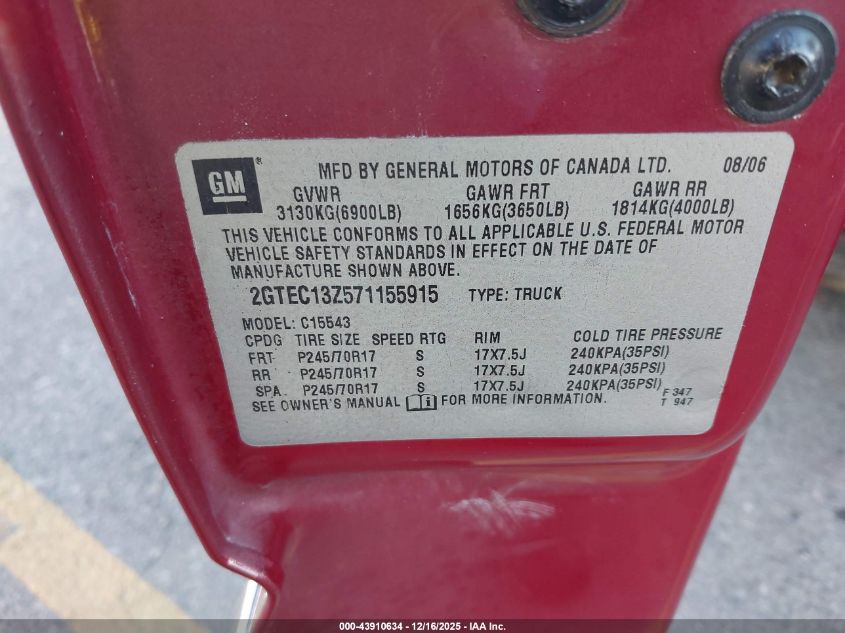 GM ® MFD BY GENERAL MOTORS OF CANADA LTD. 08/06
GVWR GAWR FRT GAWR RR
3130KG(6900LB) 1656KG(3650LB) 1814KG(4000LB)
THIS VEHICLE CONFORMS TO ALL APPLICABLE U.S. FEDERAL MOTOR
VEHICLE SAFETY STANDARDS IN EFFECT ON THE DATE OF
MANUFACTURE SHOWN ABOVE.
2GTEC13Z571155915 TYPE: TRUCK
MODEL: C15543
CPDG TIRE SIZE SPEED RTG RIM COLD TIRE PRESSURE
FRT P245/70R17 S 17X7.5J 240KPA(35PSI)
RR P245/70R17 S 17X7.5J 240KPA(35PSI)
SPA P245/70R17 S 17X7.5J 240KPA(35PSI)
SEE OWNER'S MANUAL i FOR MORE INFORMATION.
F 347
T 947
000-43910634 - 12/16/2025 - IAA Inc.